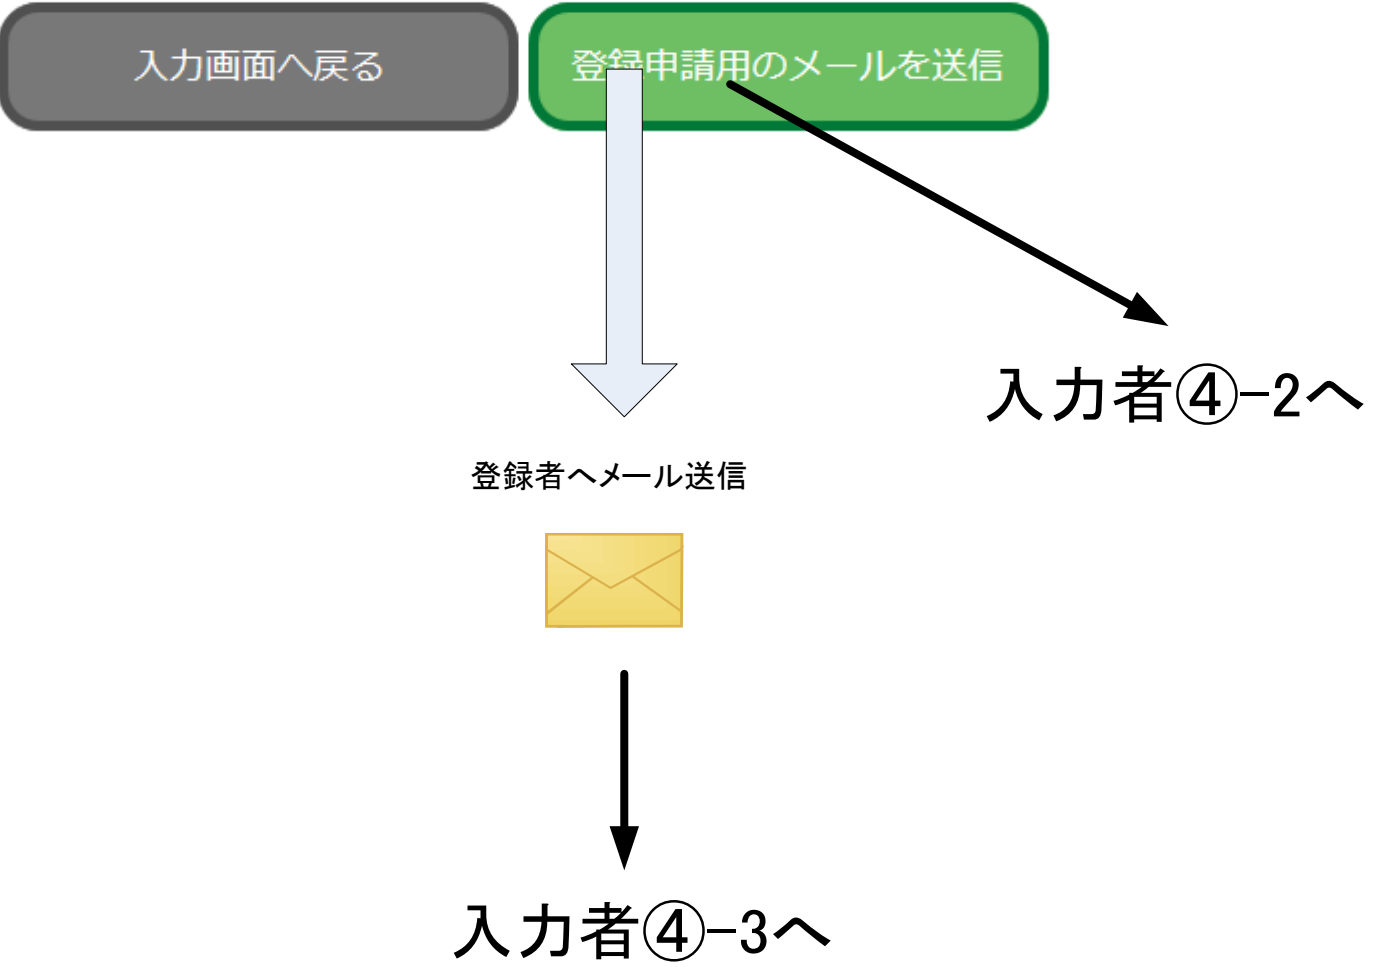 入力画面へ戻る
登録申請用のメールを送信
入力者④-2へ
登録者へメール送信
入力者④-3へ